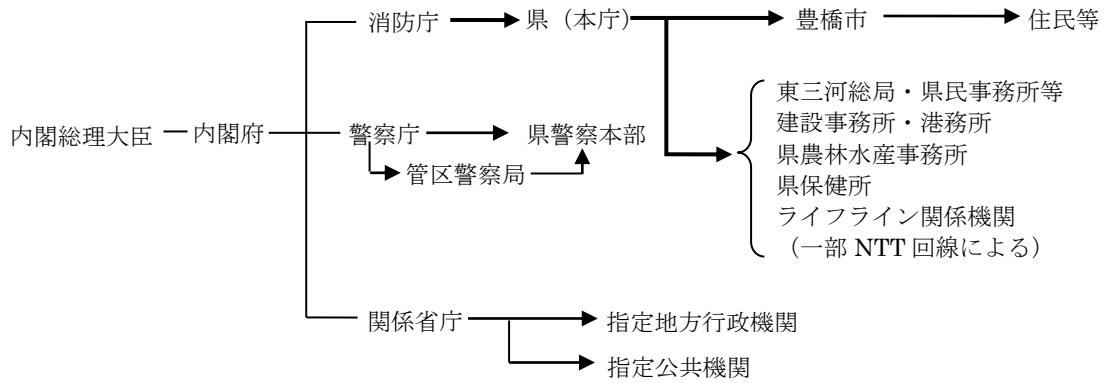 消防庁
県（本庁）
豊橋市
住民等
東三河総局・県民事務所等
建設事務所・港務所
県農林水産事務所
県保健所
ライフライン関係機関
（一部 NTT 回線による）
内閣総理大臣
内閣府
警察庁
県警察本部
管区警察局
関係省庁
指定地方行政機関
指定公共機関